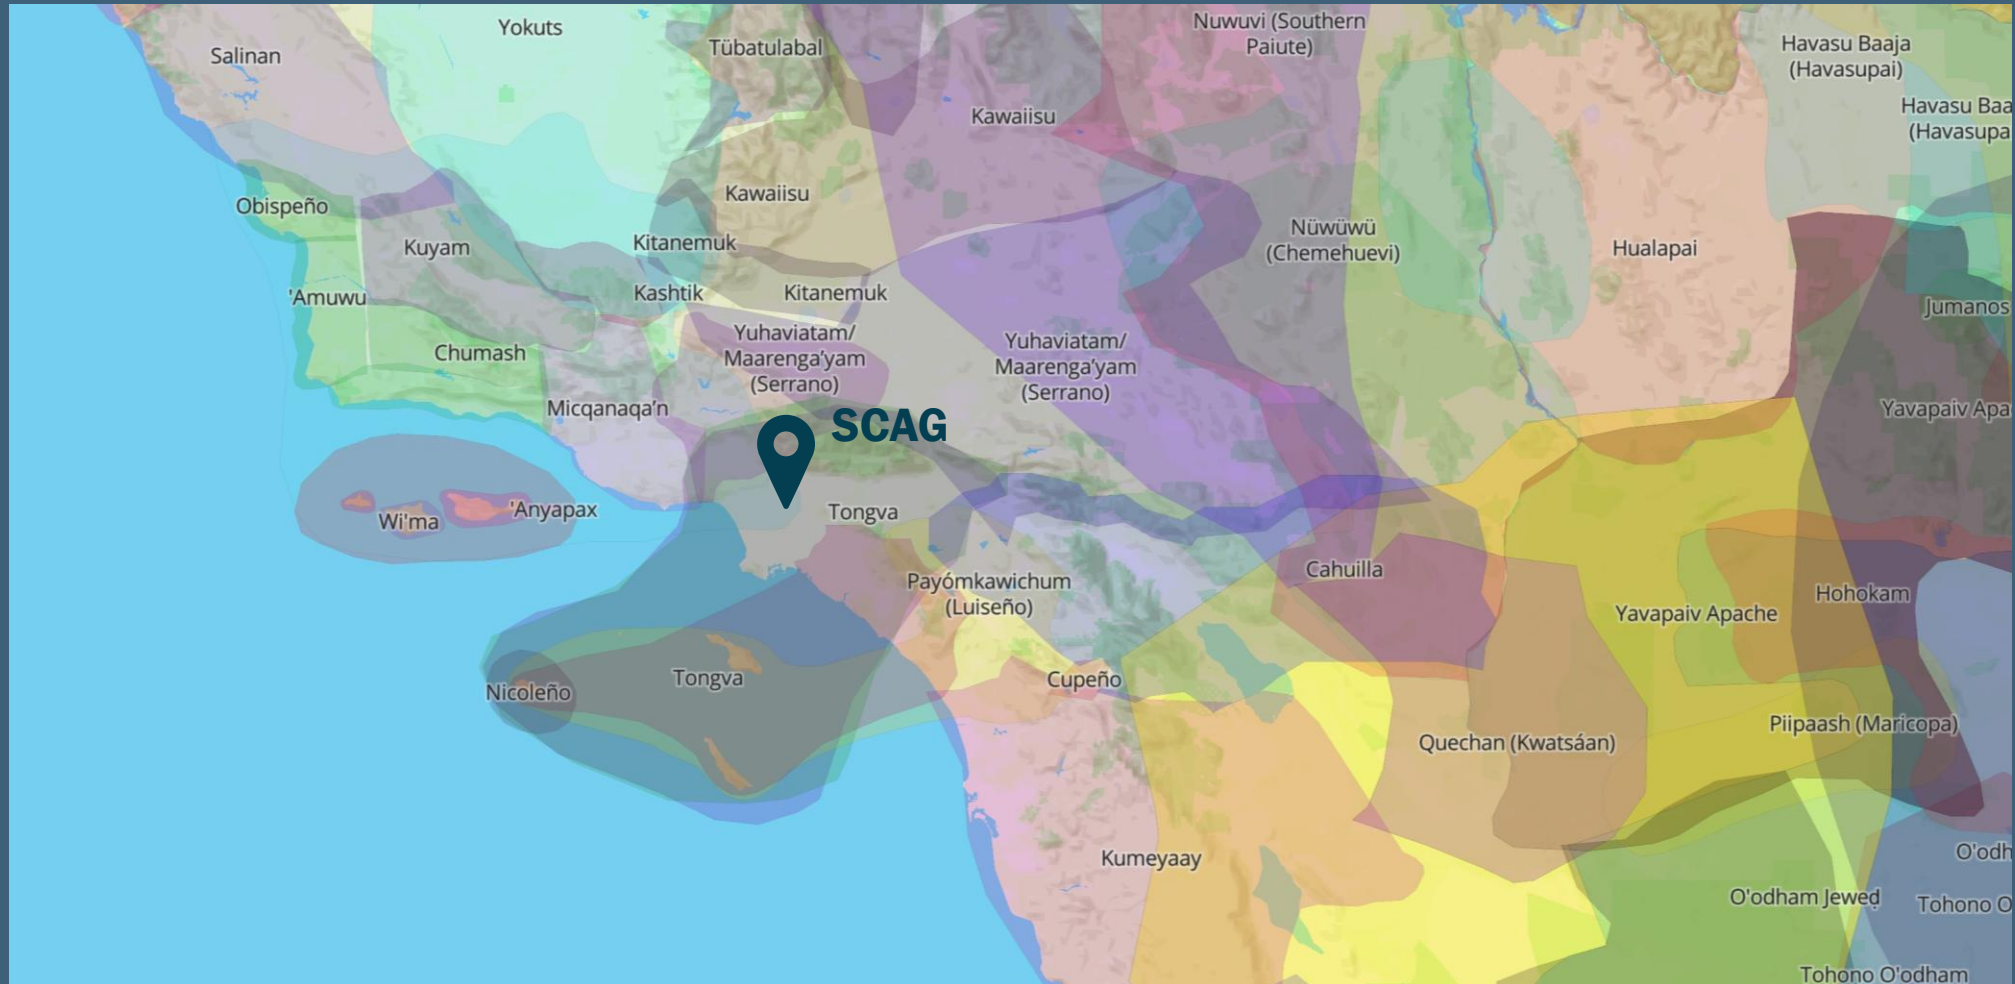 Salinan
Yokuts
Tübatulabal
Nuwuvi (Southern
Paiute)
Havasu Baaja
(Havasupai)
Havasu Baa
(Havasupa
Kawaiisu
Kawaiisu
Obispeño
Kuyam
Kitanemuk
Nüwüwü
(Chemehuevi)
Hualapai
'Amuwu
Kashtik
Kitanemuk
Jumanos
Chumash
Yuhaviatam/
Maarenga'yam
(Serrano)
Yuhaviatam/
Maarenga'yam
(Serrano)
Micqanaqa'n
Yavapaiv Apa
SCAG
Wi'ma
'Anyapax
Tongva
Payómkawichum
(Luiseño)
Cahuilla
Yavapaiv Apache
Hohokam
Nicoleño
Tongva
Cupeño
Quechan (Kwatsáan)
Piipaash (Maricopa)
Kumeyaay
O'odh
O'odham Jeweḍ
Tohono O
Tohono O'odham